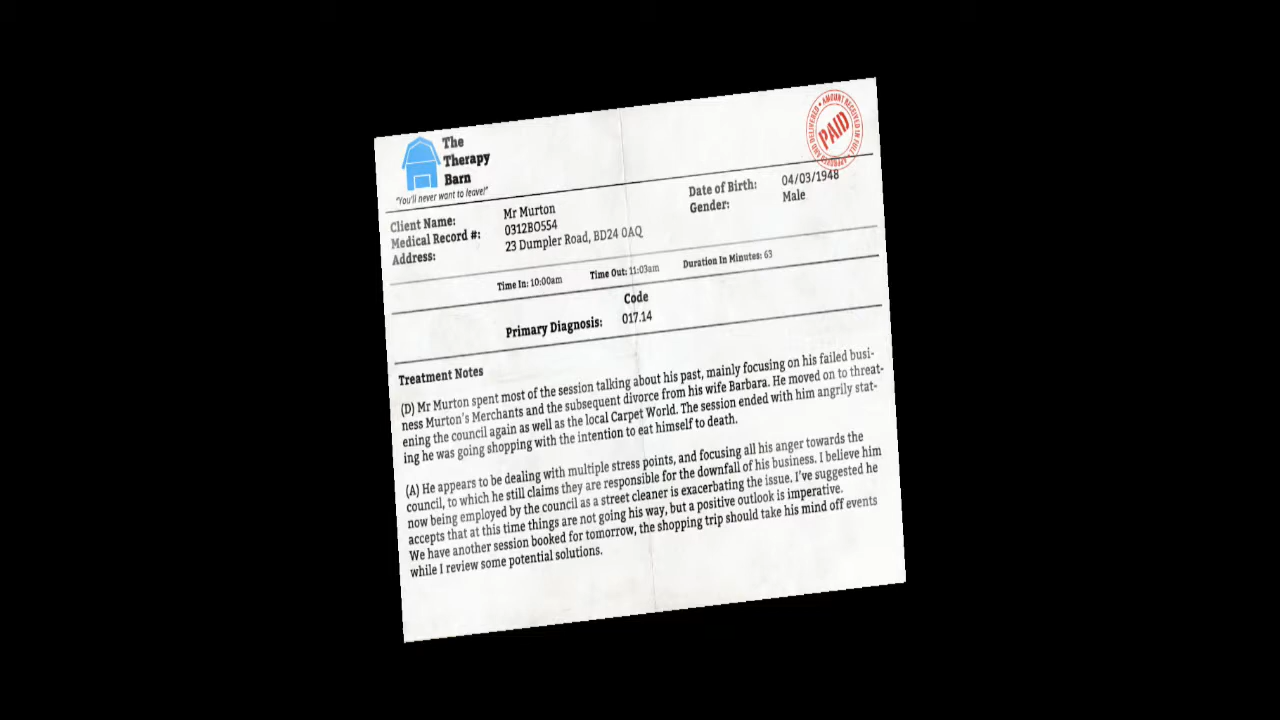 The
Therapy
Barn
"You'll never want to leave!"
AMOUNT RECEIVED IN FULL
AND DELIVERED
PAID
Client Name: Mr Murton
Medical Record #: 0312BO554
Address: 23 Dumpler Road, BD24 0AQ
Date of Birth: 04/03/1948
Gender: Male
Time In: 10:00am Time Out: 11:03am Duration In Minutes: 63
Code
Primary Diagnosis: 017.14
Treatment Notes
(D) Mr Murton spent most of the session talking about his past, mainly focusing on his failed busi-
ness Murton's Merchants and the subsequent divorce from his wife Barbara. He moved on to threat-
ening the council again as well as the local Carpet World. The session ended with him angrily stat-
ing he was going shopping with the intention to eat himself to death.
(A) He appears to be dealing with multiple stress points, and focusing all his anger towards the
council, to which he still claims they are responsible for the downfall of his business. I believe him
now being employed by the council as a street cleaner is exacerbating the issue. I've suggested he
accepts that at this time things are not going his way, but a positive outlook is imperative.
We have another session booked for tomorrow, the shopping trip should take his mind off events
while I review some potential solutions.